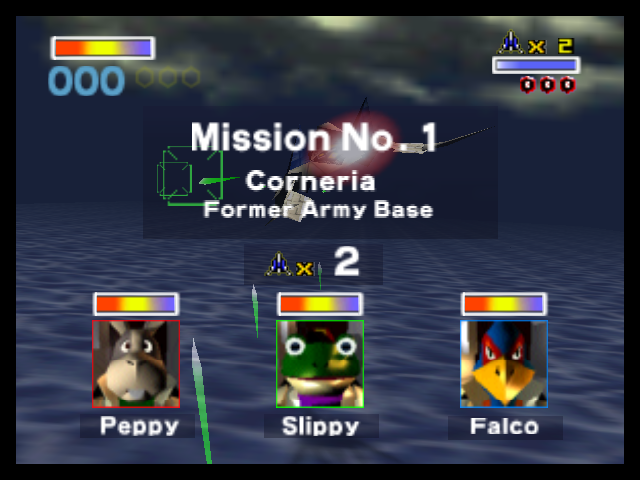 000
x 2
Mission No. 1
Corneria
Former Army Base
x 2
Peppy Slippy Falco